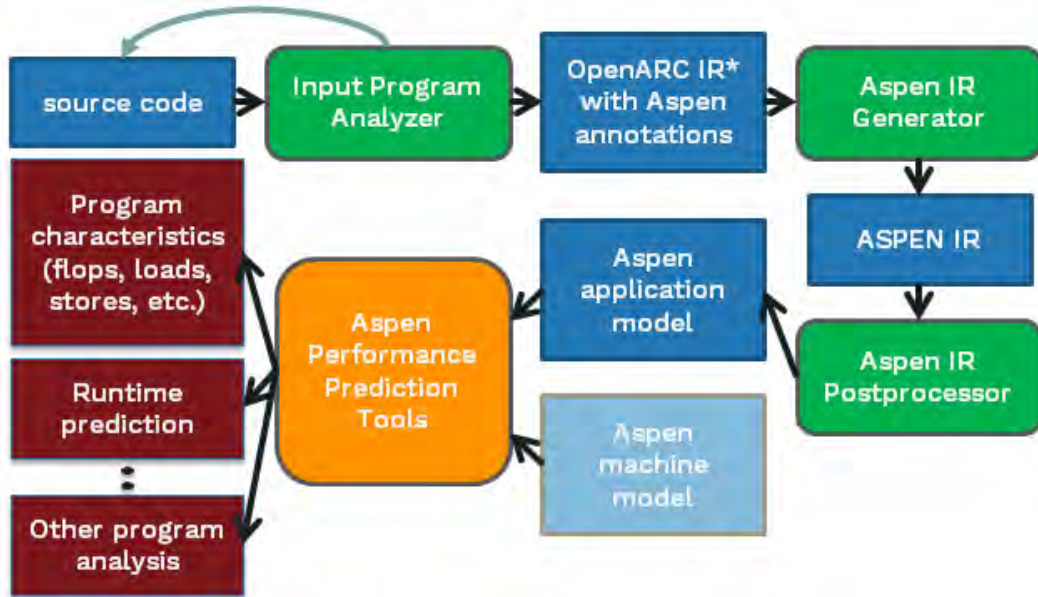 source code
Input Program
Analyzer
OpenARC IR*
with Aspen
annotations
Aspen IR
Generator
ASPEN IR
Aspen IR
Postprocessor
Aspen
application
model
Aspen
machine
model
Aspen
Performance
Prediction
Tools
Program
characteristics
(flops, loads,
stores, etc.)
Runtime
prediction
Other program
analysis